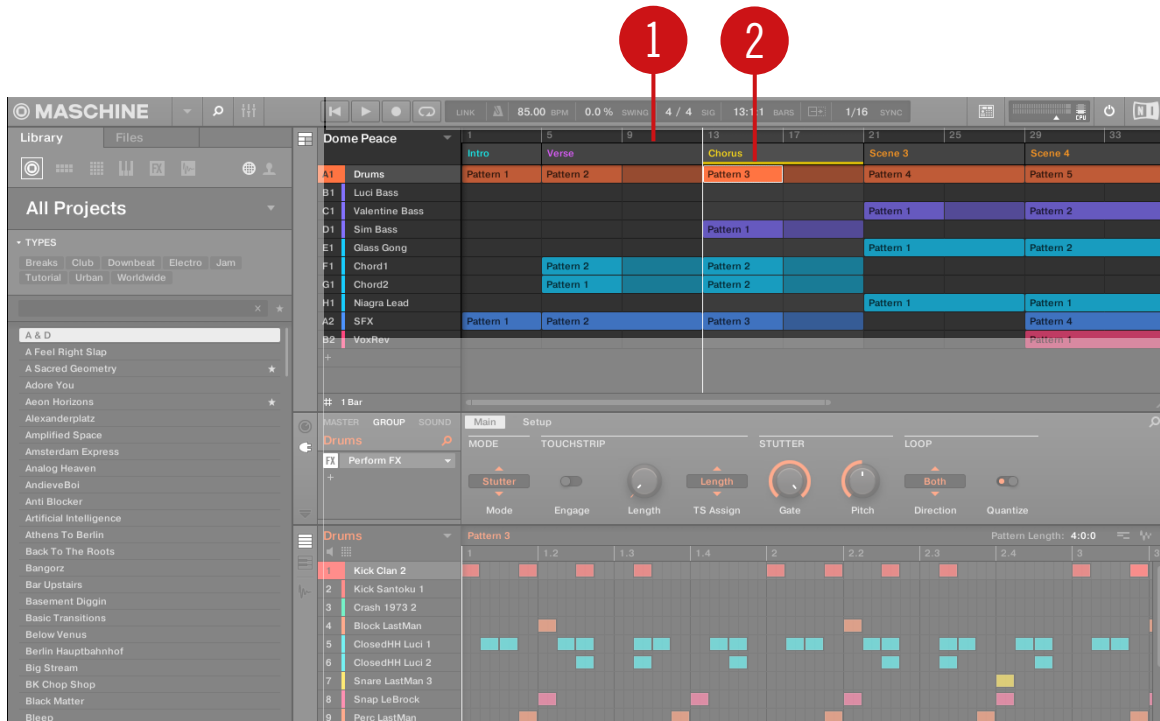 1 2
MASCHINE LINK 85.00 BPM 0.0 % SWING 4 / 4 SIG 13:1:1 BARS 1/16 SYNC CPU NI
Library Files
Dome Peace
1 5 9 13 17 21 25 29 33
Intro Verse Chorus Scene 3 Scene 4
FX
All Projects
TYPES
Breaks Club Downbeat Electro Jam
Tutorial Urban Worldwide
A1 Drums Pattern 1 Pattern 2 Pattern 3 Pattern 4 Pattern 5
B1 Luci Bass
C1 Valentine Bass Pattern 1 Pattern 2
D1 Sim Bass Pattern 1
E1 Glass Gong Pattern 1 Pattern 2
F1 Chord1 Pattern 2 Pattern 2
G1 Chord2 Pattern 1 Pattern 2
H1 Niagra Lead Pattern 1 Pattern 1
A2 SFX Pattern 1 Pattern 2 Pattern 3 Pattern 4
B2 VoxRev Pattern 1
+
# 1 Bar
A & D
A Feel Right Slap
A Sacred Geometry
Adore You
Aeon Horizons
Alexanderplatz
Amplified Space
Amsterdam Express
Analog Heaven
AndieveBoi
Anti Blocker
Artificial Intelligence
Athens To Berlin
Back To The Roots
Bangorz
Bar Upstairs
Basement Diggin
Basic Transitions
Below Venus
Berlin Hauptbahnhof
Big Stream
BK Chop Shop
Black Matter
Bleep
MASTER GROUP SOUND Main Setup
Drums MODE TOUCHSTRIP STUTTER LOOP
FX Perform FX
+
Stutter Length Both
Mode Engage Length TS Assign Gate Pitch Direction Quantize
Drums Pattern 3 Pattern Length: 4:0:0
1 1.2 1.3 1.4 2 2.2 2.3 2.4 3 3
1 Kick Clan 2
2 Kick Santoku 1
3 Crash 1973 2
4 Block LastMan
5 ClosedHH Luci 1
6 ClosedHH Luci 2
7 Snare LastMan 3
8 Snap LeBrock
9 Perc LastMan